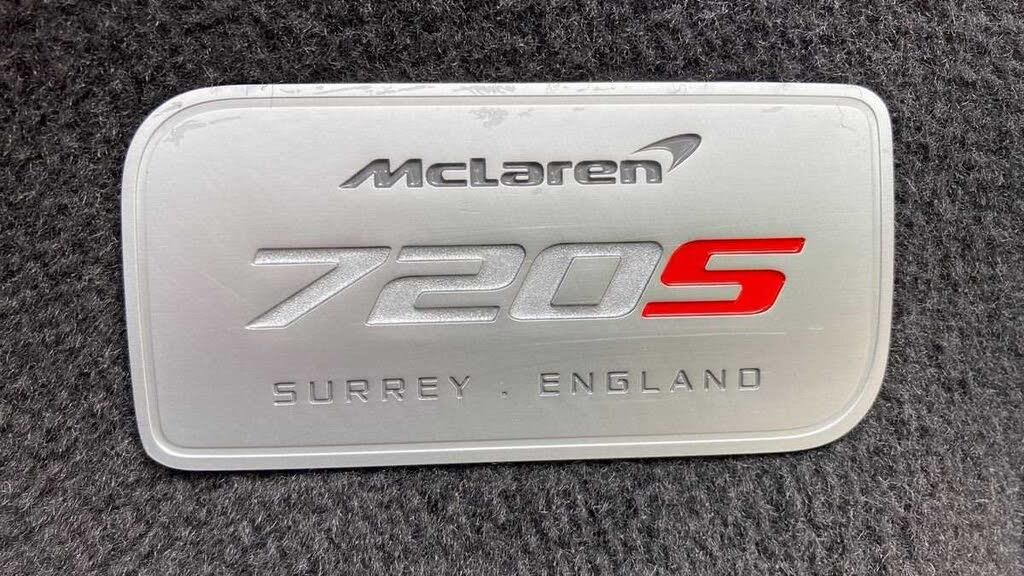 McLaren
720S
SURREY . ENGLAND